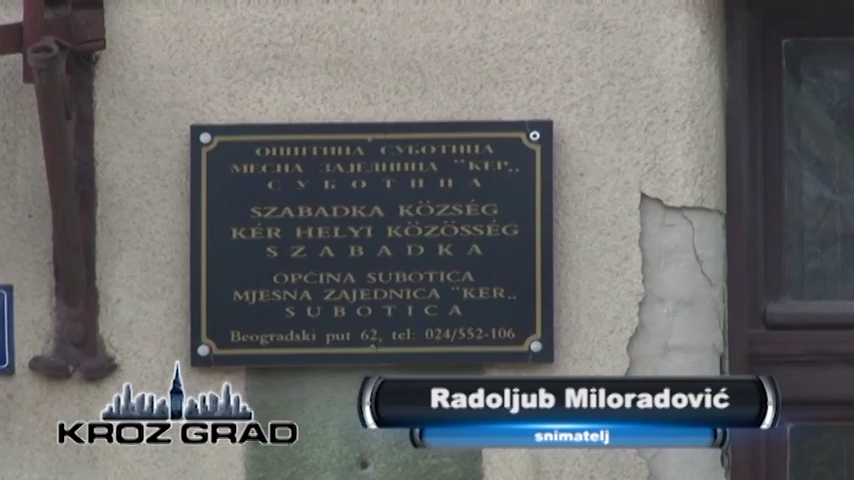 ОПШТИНА СУБОТИЦА
МЕСНА ЗАЈЕДНИЦА "КЕР„
СУБОТИЦА
SZABADKA KÖZSÉG
KÉR HELYI KÖZÖSSÉG
SZABADKA
OPĆINA SUBOTICA
MJESNA ZAJEDNICA "KER„
SUBOTICA
Beogradski put 62, tel: 024/552-106
Radoljub Miloradović
snimatelj
KROZ GRAD